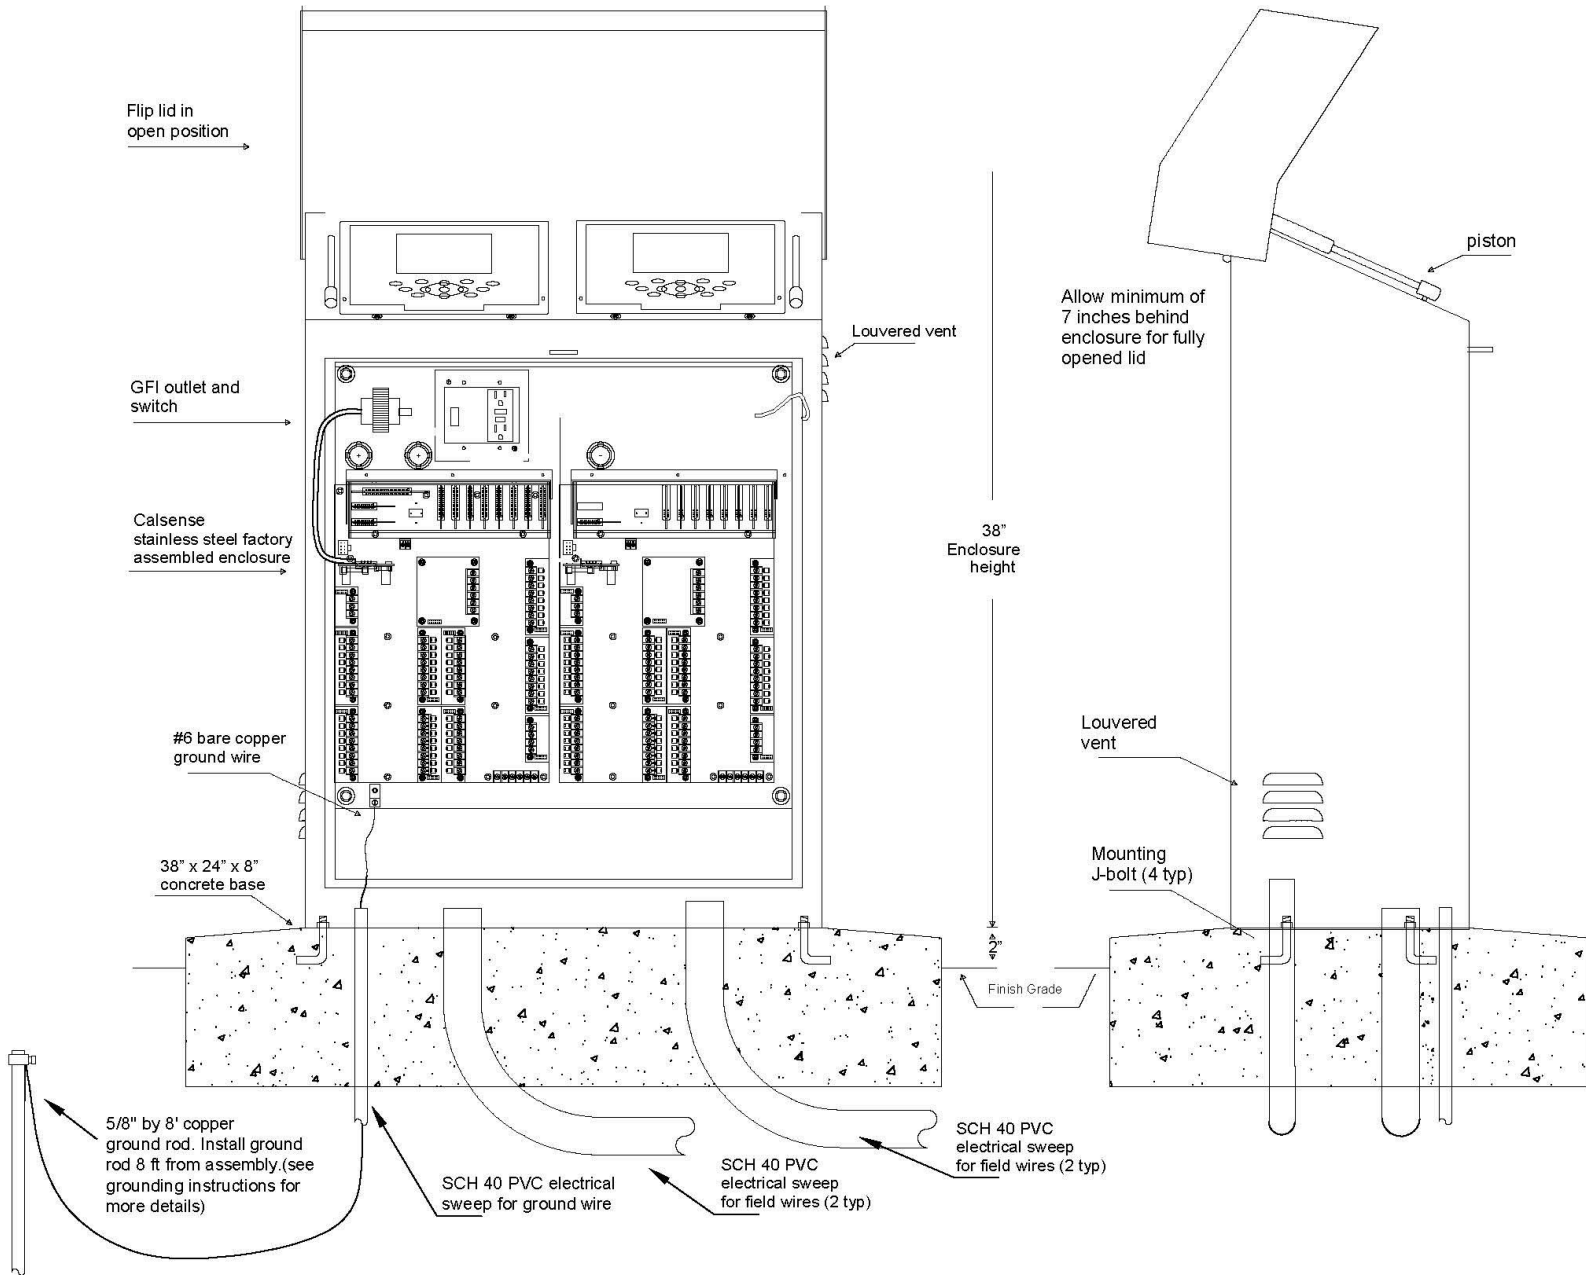 Flip lid in
open position
piston
Allow minimum of
7 inches behind
enclosure for fully
opened lid
Louvered vent
GFI outlet and
switch
Calsense
stainless steel factory
assembled enclosure
38”
Enclosure
height
#6 bare copper
ground wire
Louvered
vent
38” x 24” x 8”
concrete base
Mounting
J-bolt (4 typ)
2”
Finish Grade
5/8" by 8' copper
ground rod. Install ground
rod 8 ft from assembly.(see
grounding instructions for
more details)
SCH 40 PVC electrical
sweep for ground wire
SCH 40 PVC
electrical sweep
for field wires (2 typ)
SCH 40 PVC
electrical sweep
for field wires (2 typ)